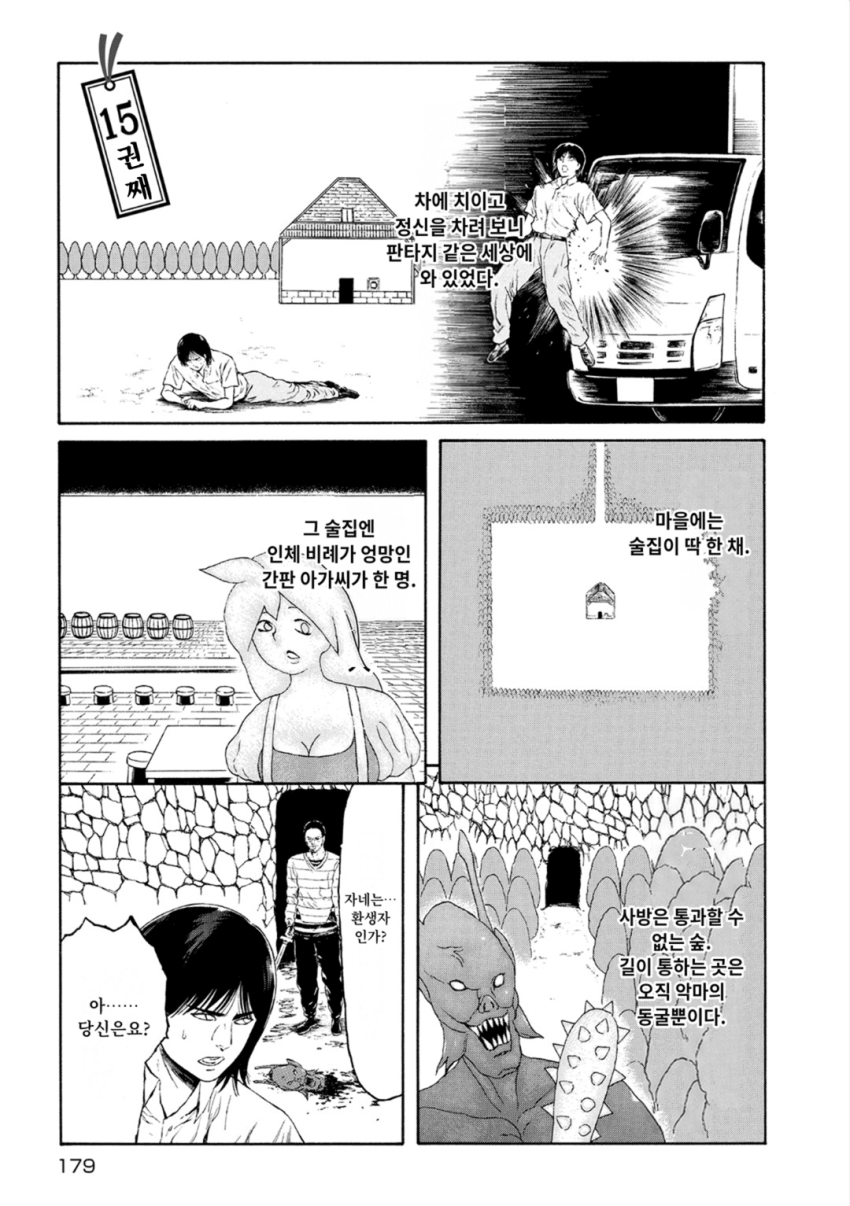 15권째
차에 치이고
정신을 차려 보니
판타지 같은 세상에
와 있었다.
마을에는
술집이 딱 한 채.
그 술집엔
인체 비례가 엉망인
간판 아가씨가 한 명.
사방은 통과할 수
없는 숲.
길이 통하는 곳은
오직 악마의
동굴뿐이다.
자네는…
환생자
인가?
아……
당신은요?
179